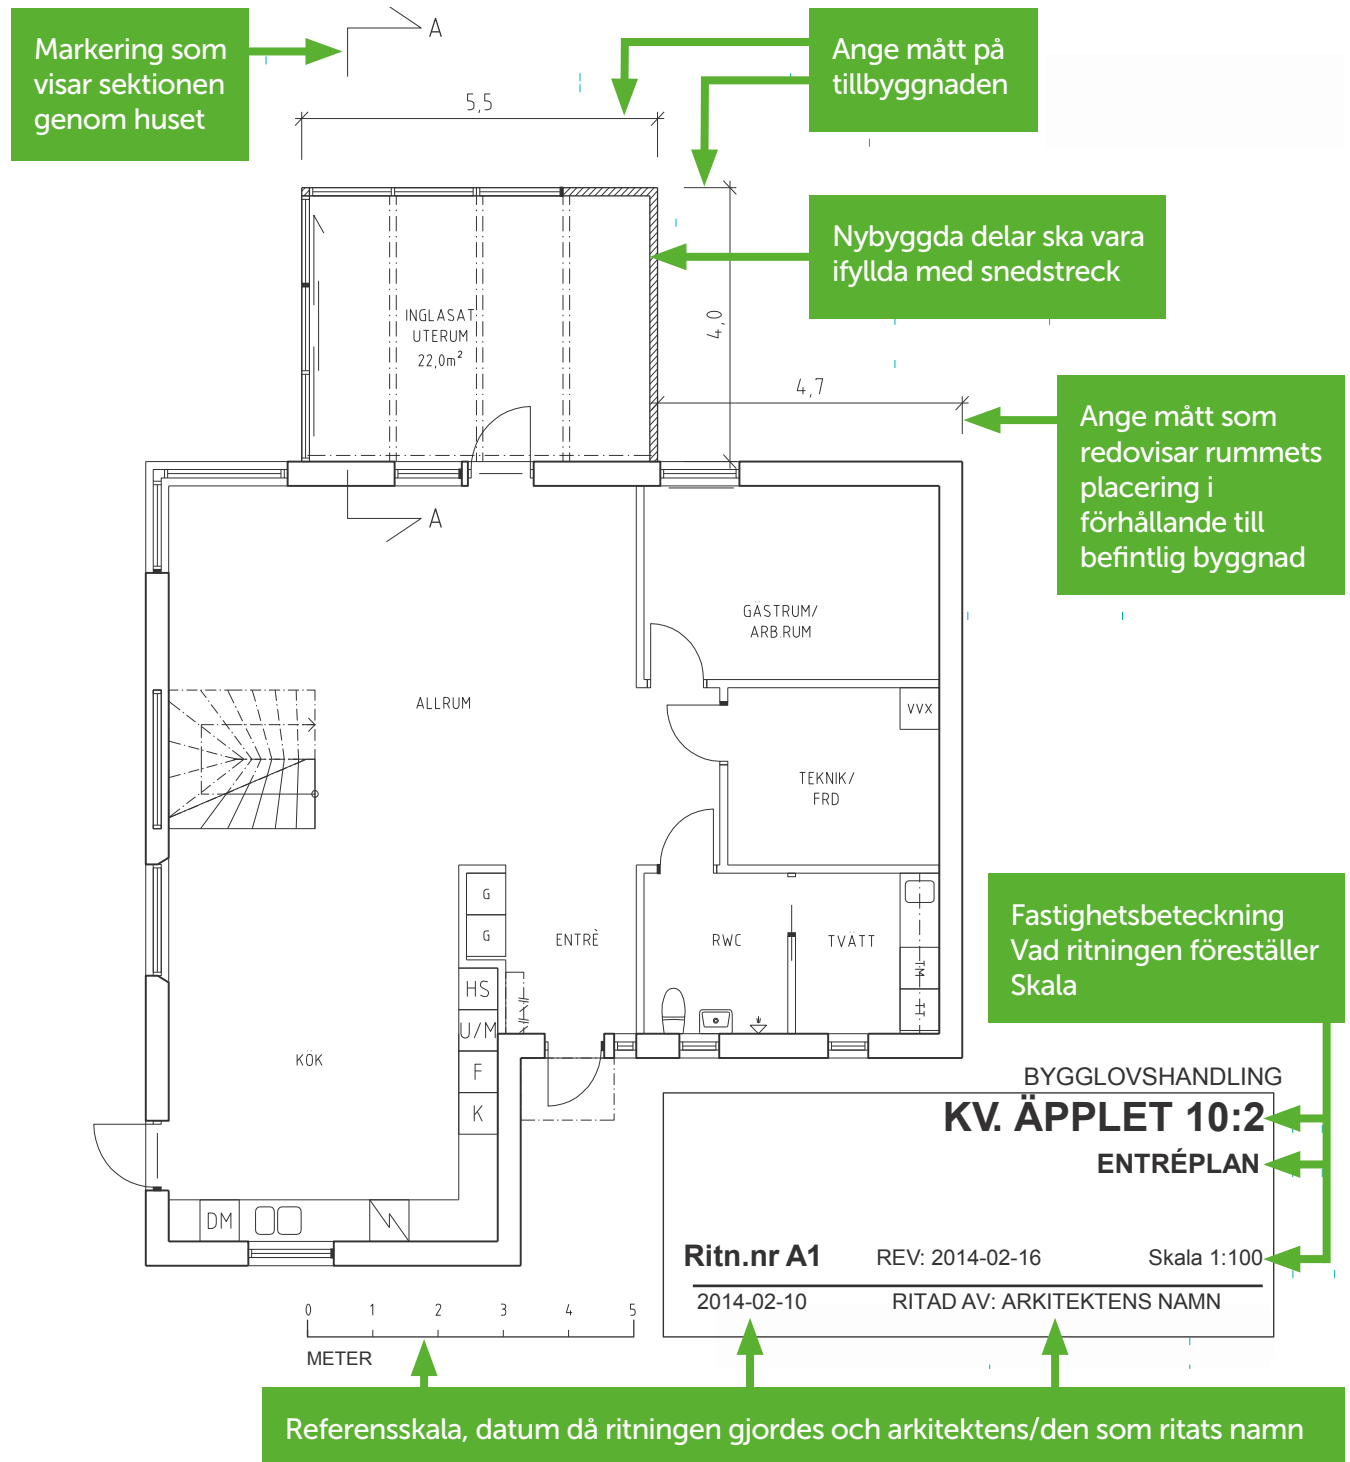 Markering som
visar sektionen
genom huset
A
Ange mått på
tillbyggnaden
5,5
Nybyggda delar ska vara
ifyllda med snedstreck
INGLASAT
UTERUM
22,0m²
4,0
4,7
Ange mått som
redovisar rummets
placering i
förhållande till
befintlig byggnad
A
GÄSTRUM/
ARB.RUM
ALLRUM
VVX
TEKNIK/
FRD
G
G
ENTRÈ
RWC
TVÄTT
TM
TT
HS
U/M
F
K
KÖK
DM
Fastighetsbeteckning
Vad ritningen föreställer
Skala
BYGGLOVSHANDLING
KV. ÄPPLET 10:2
ENTRÉPLAN
Ritn.nr A1 REV: 2014-02-16 Skala 1:100
2014-02-10 RITAD AV: ARKITEKTENS NAMN
0 1 2 3 4 5
METER
Referensskala, datum då ritningen gjordes och arkitektens/den som ritats namn